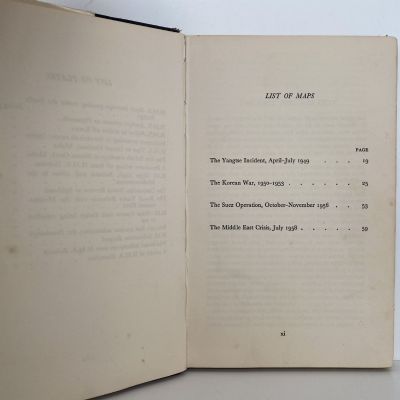 LIST OF MAPS
PAGE
The Yangtse Incident, April–July 1949 . . . 19
The Korean War, 1950–1953 . . . . . 25
The Suez Operation, October–November 1956 . . 53
The Middle East Crisis, July 1958 . . . . . 59
xi